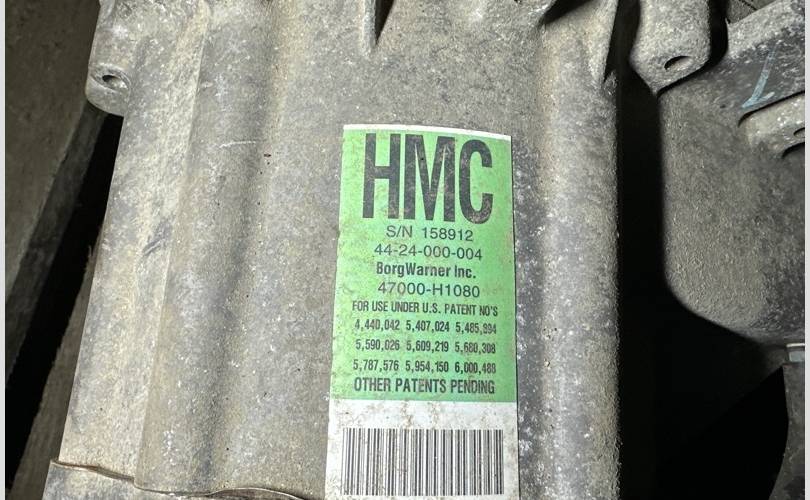 HMC
S/N 158912
44-24-000-004
BorgWarner Inc.
47000-H1080
FOR USE UNDER U.S. PATENT NO'S
4,440,042 5,407,024 5,485,994
5,590,026 5,609,219 5,680,308
5,787,576 5,954,150 6,000,488
OTHER PATENTS PENDING